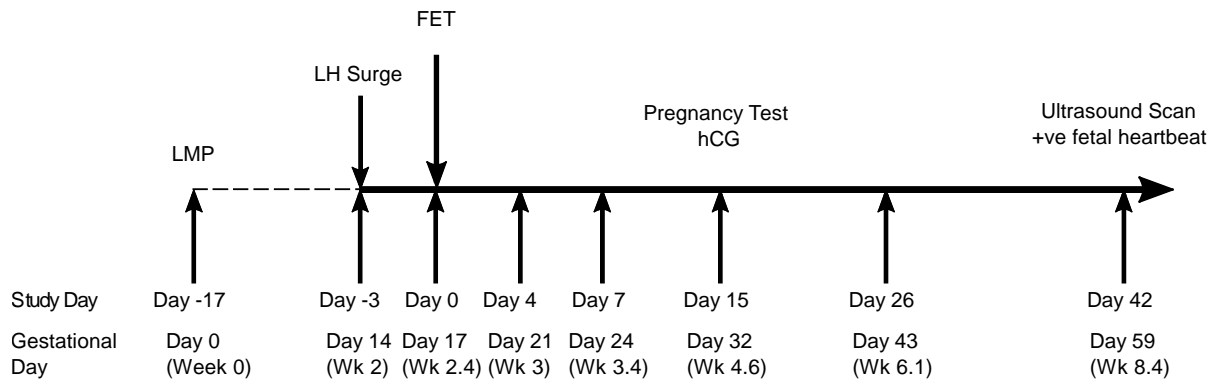 FET
LH Surge
Pregnancy Test
hCG
Ultrasound Scan
+ve fetal heartbeat
LMP
Study Day Day -17 Day -3 Day 0 Day 4 Day 7 Day 15 Day 26 Day 42
Gestational Day 0 Day 14 Day 17 Day 21 Day 24 Day 32 Day 43 Day 59
Day (Week 0) (Wk 2) (Wk 2.4) (Wk 3) (Wk 3.4) (Wk 4.6) (Wk 6.1) (Wk 8.4)